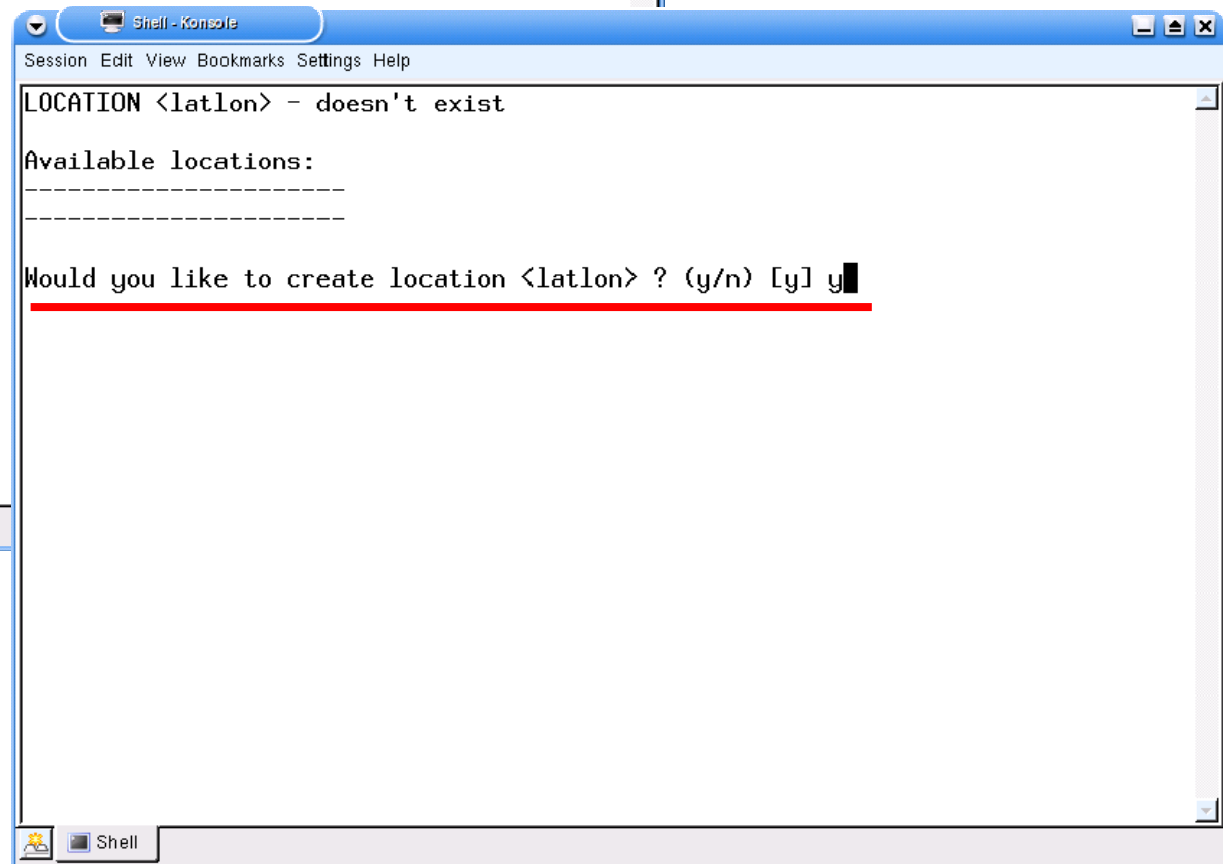 Shell - Konsole
Session Edit View Bookmarks Settings Help
LOCATION <latlon> - doesn't exist
Available locations:
----------------------
----------------------
Would you like to create location <latlon> ? (y/n) [y] y
Shell